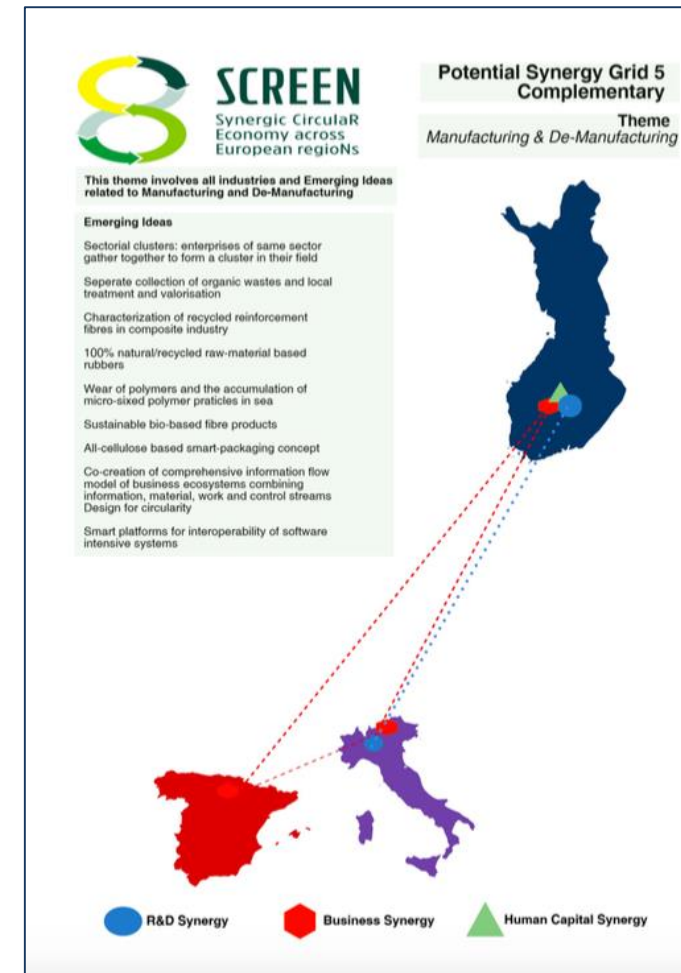 SCREEN
Synergic CirculaR
Economy across
European regioNs
Potential Synergy Grid 5
Complementary
Theme
Manufacturing & De-Manufacturing
This theme involves all industries and Emerging Ideas
related to Manufacturing and De-Manufacturing
Emerging Ideas
Sectorial clusters: enterprises of same sector
gather together to form a cluster in their field
Seperate collection of organic wastes and local
treatment and valorisation
Characterization of recycled reinforcement
fibres in composite industry
100% natural/recycled raw-material based
rubbers
Wear of polymers and the accumulation of
micro-sixed polymer praticles in sea
Sustainable bio-based fibre products
All-cellulose based smart-packaging concept
Co-creation of comprehensive information flow
model of business ecosystems combining
information, material, work and control streams
Design for circularity
Smart platforms for interoperability of software
intensive systems
R&D Synergy
Business Synergy
Human Capital Synergy